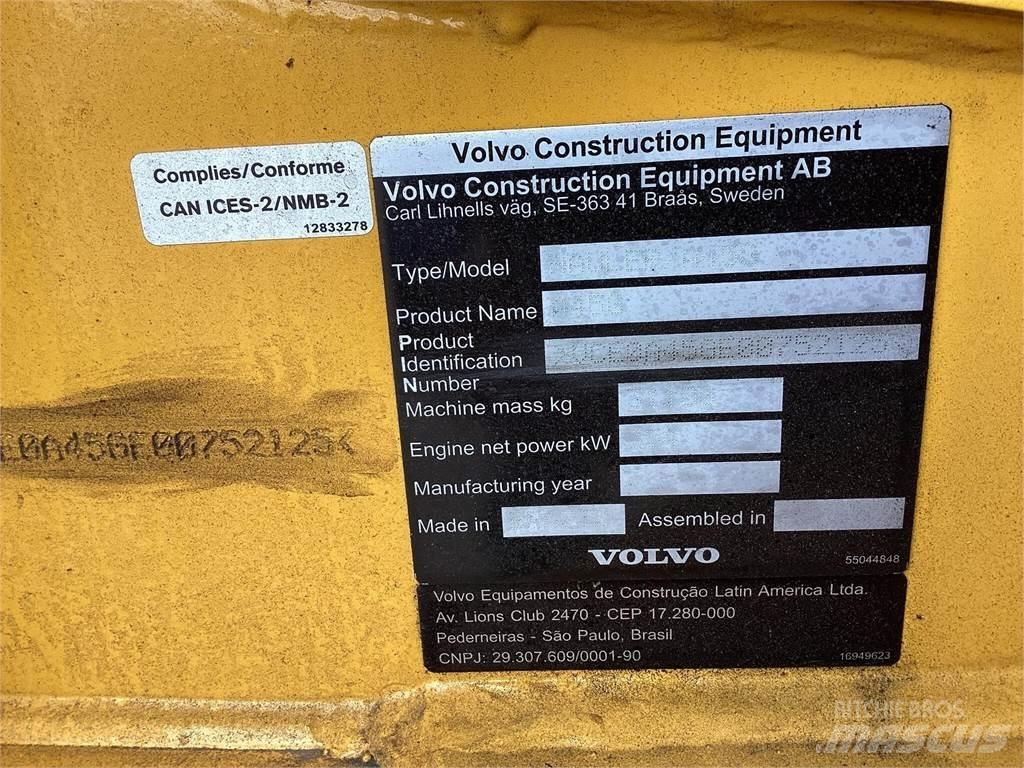 Complies/Conforme
CAN ICES-2/NMB-2
12833278
Volvo Construction Equipment
Volvo Construction Equipment AB
Carl Lihnells väg, SE-363 41 Braås, Sweden
Type/Model
Product Name
Product
Identification
Number
Machine mass kg
Engine net power kW
Manufacturing year
Made in
Assembled in
VOLVO
55044848
Volvo Equipamentos de Construção Latin America Ltda.
Av. Lions Club 2470 - CEP 17.280-000
Pederneiras - São Paulo, Brasil
CNPJ: 29.307.609/0001-90
16949623
RITCHIE BROS.
MASCUS